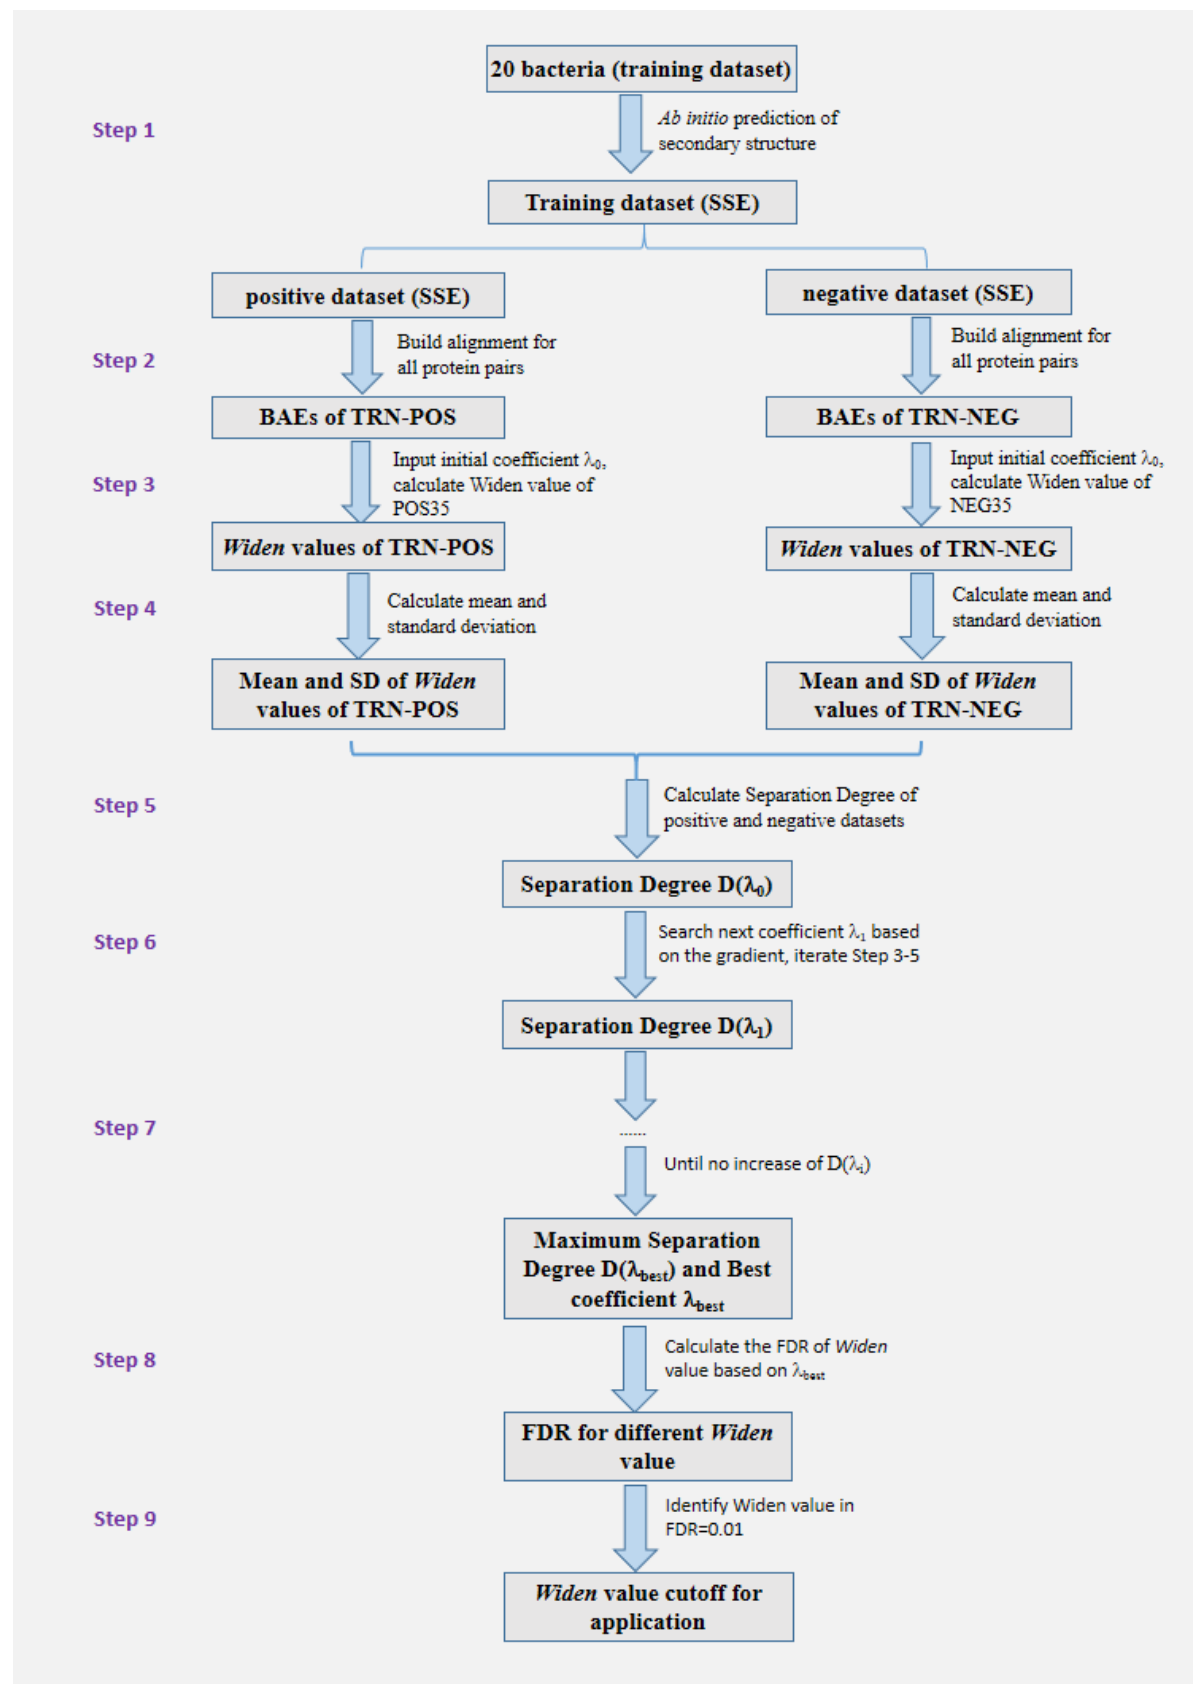 20 bacteria (training dataset)
Step 1
Ab initio prediction of
secondary structure
Training dataset (SSE)
positive dataset (SSE)
negative dataset (SSE)
Step 2
Build alignment for
all protein pairs
Build alignment for
all protein pairs
BAEs of TRN-POS
BAEs of TRN-NEG
Step 3
Input initial coefficient λ₀,
calculate Widen value of
POS35
Input initial coefficient λ₀,
calculate Widen value of
NEG35
Widen values of TRN-POS
Widen values of TRN-NEG
Step 4
Calculate mean and
standard deviation
Calculate mean and
standard deviation
Mean and SD of Widen
values of TRN-POS
Mean and SD of Widen
values of TRN-NEG
Step 5
Calculate Separation Degree of
positive and negative datasets
Separation Degree D(λ₀)
Step 6
Search next coefficient λ₁ based
on the gradient, iterate Step 3-5
Separation Degree D(λ₁)
Step 7
......
Until no increase of D(λᵢ)
Maximum Separation
Degree D(λbest) and Best
coefficient λbest
Step 8
Calculate the FDR of Widen
value based on λbest
FDR for different Widen
value
Step 9
Identify Widen value in
FDR=0.01
Widen value cutoff for
application